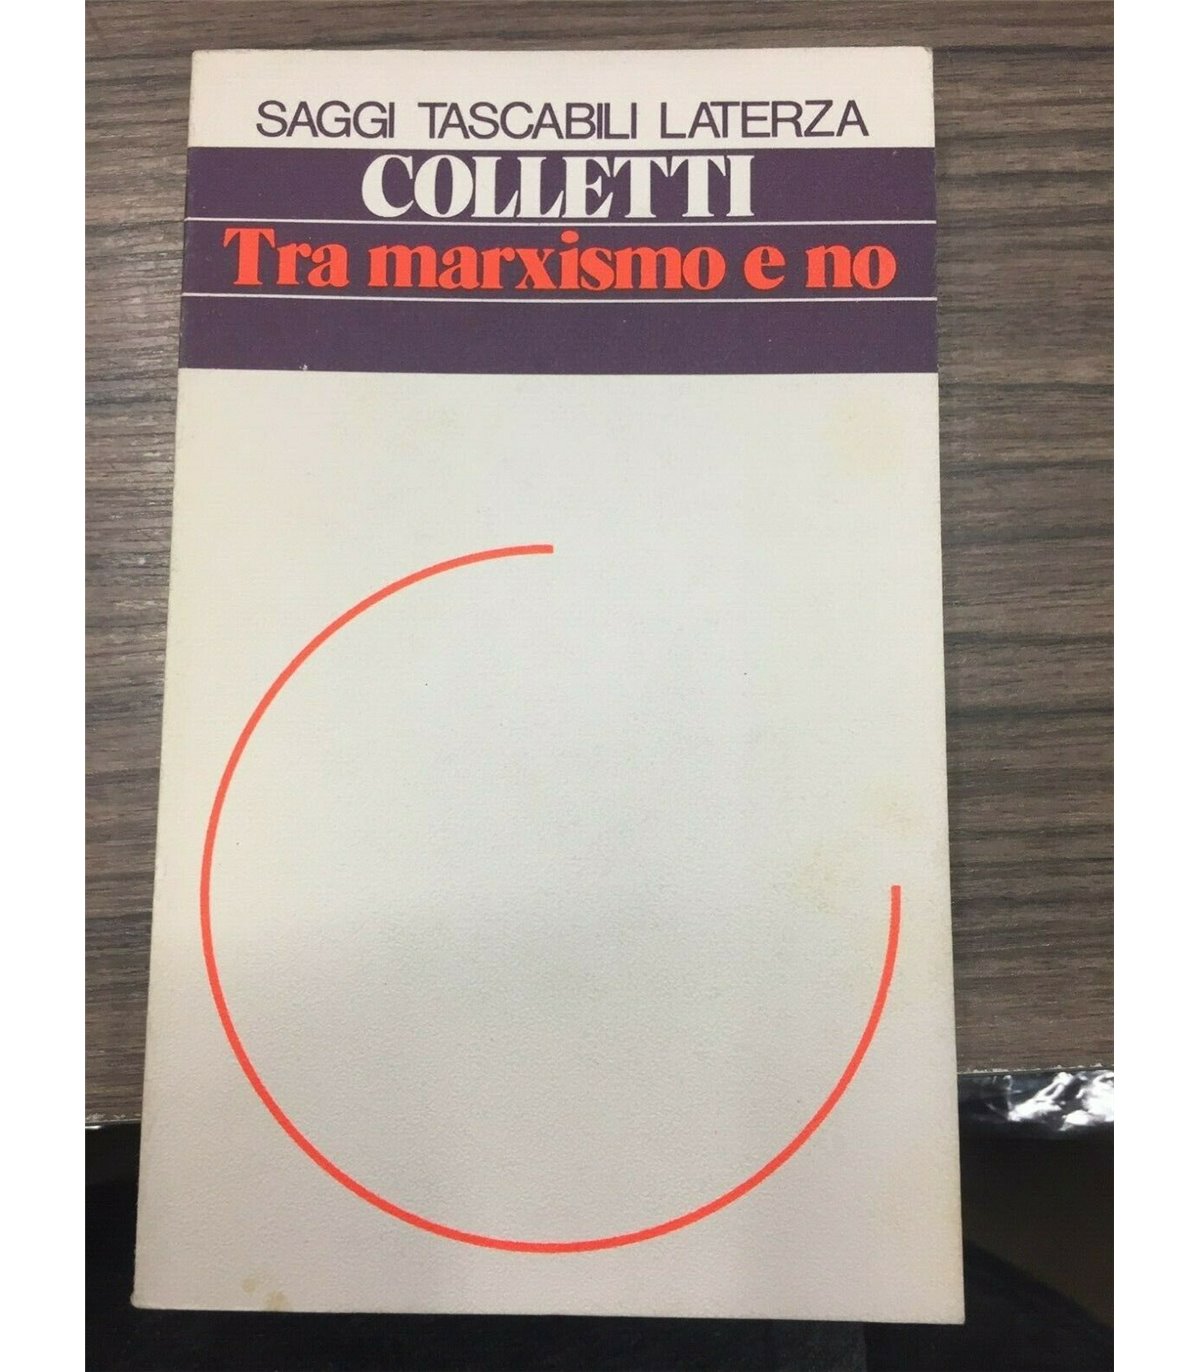 SAGGI TASCABILI LATERZA
COLLETTI
Tra marxismo e no